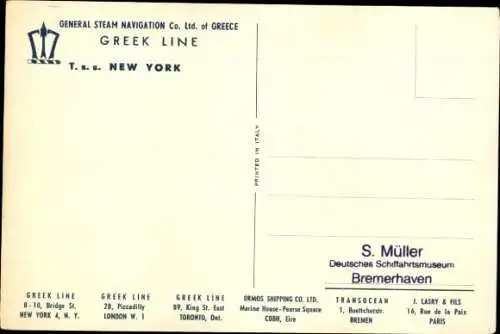 GENERAL STEAM NAVIGATION Co. Ltd. of GREECE
GREEK LINE
T. s. s. NEW YORK
PRINTED IN ITALY
S. Müller
Deutsches Schiffahrtsmuseum
Bremerhaven
GREEK LINE
8-10, Bridge St.
NEW YORK 4, N. Y.
GREEK LINE
28, Piccadilly
LONDON W. 1
GREEK LINE
89, King St. East
TORONTO, Ont.
ORMOS SHIPPING CO. LTD.
Marine House - Pearse Square
COBH, Eire
TRANSOCEAN
1, Boettcherstr.
BREMEN
J. LASRY & FILS
16, Rue de la Paix
PARIS